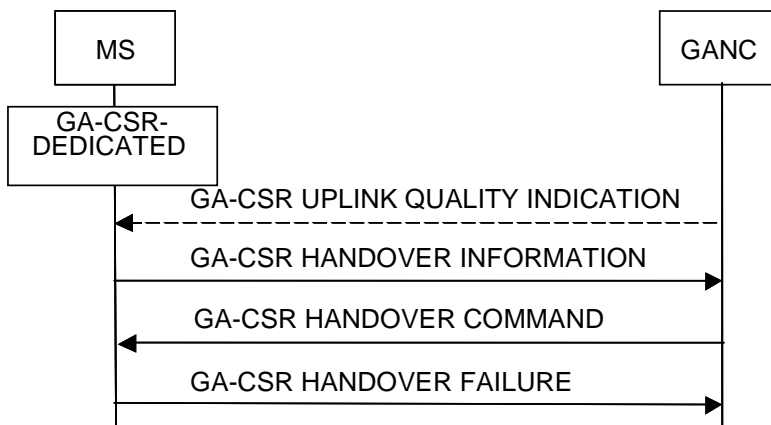 MS
GANC
GA-CSR-
DEDICATED
GA-CSR UPLINK QUALITY INDICATION
GA-CSR HANDOVER INFORMATION
GA-CSR HANDOVER COMMAND
GA-CSR HANDOVER FAILURE